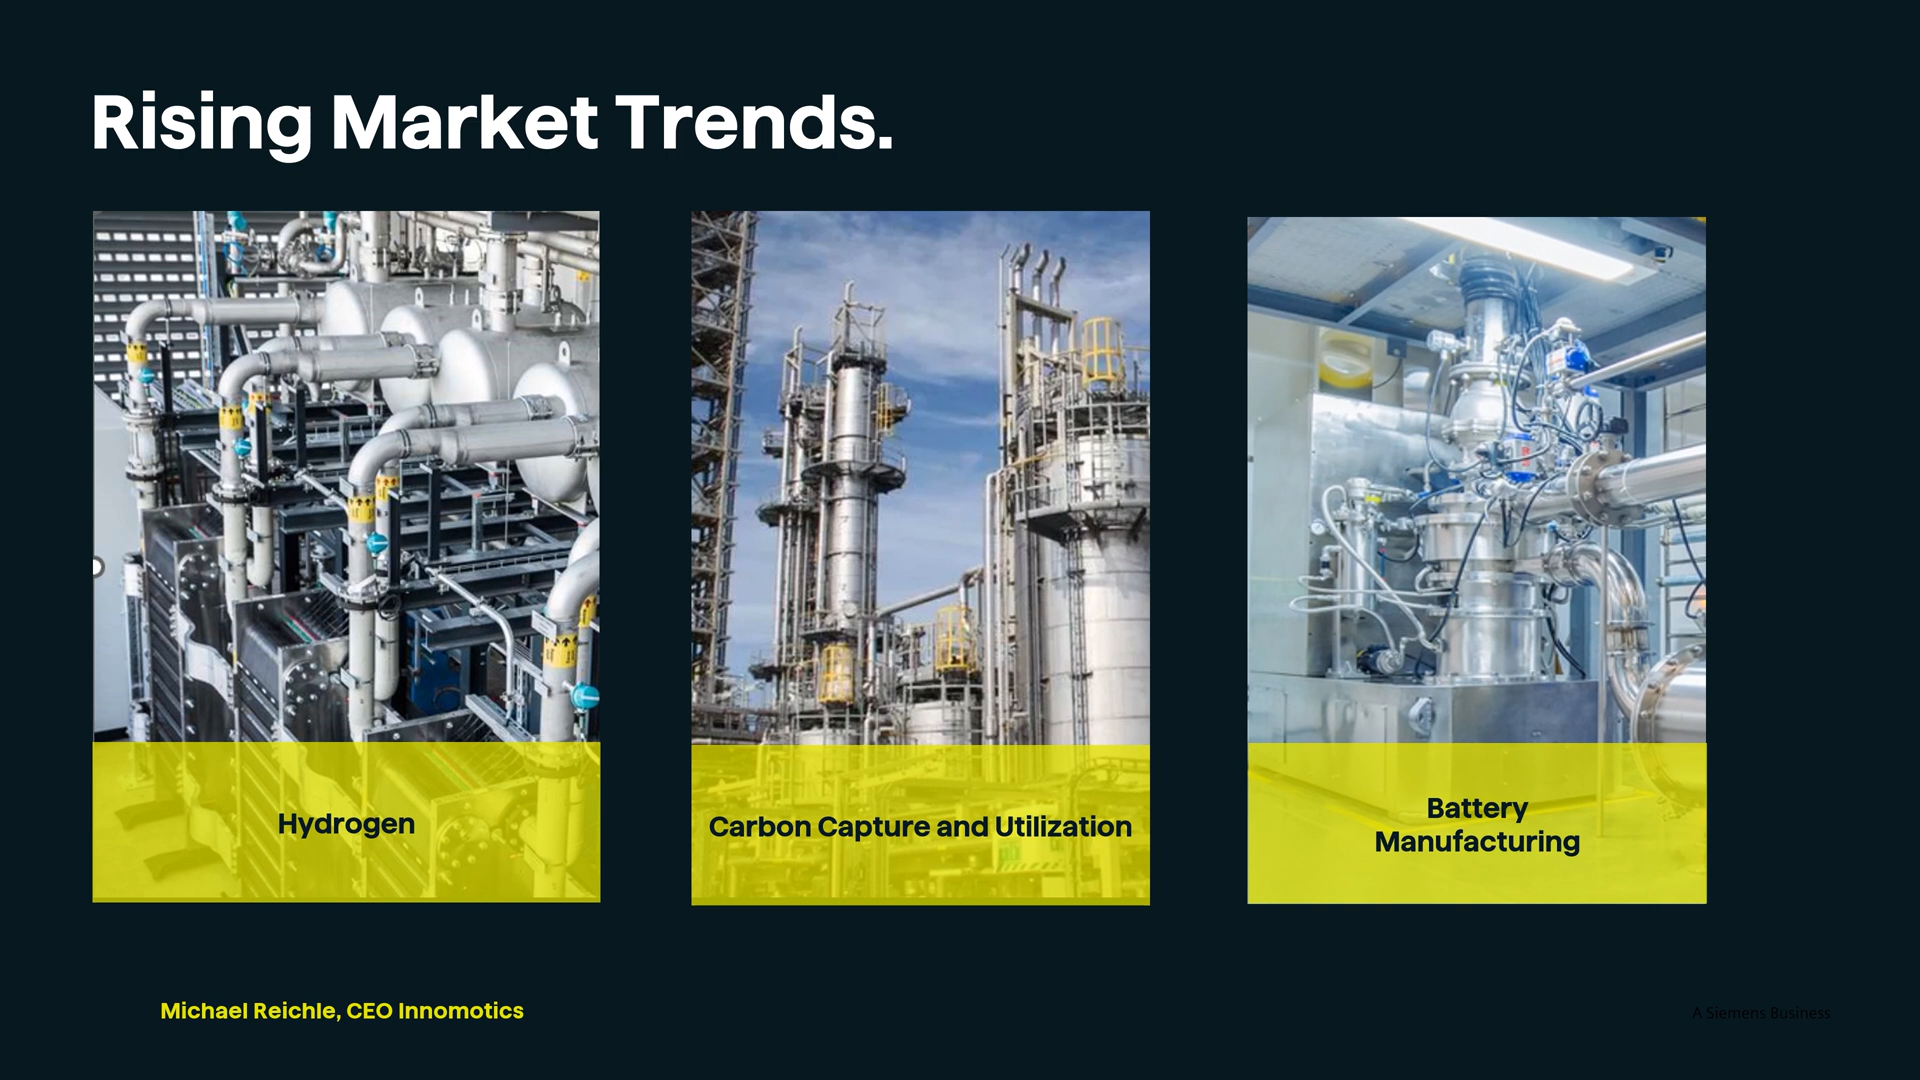 Rising Market Trends.
Hydrogen
Carbon Capture and Utilization
Battery
Manufacturing
Michael Reichle, CEO Innomotics
A Siemens Business